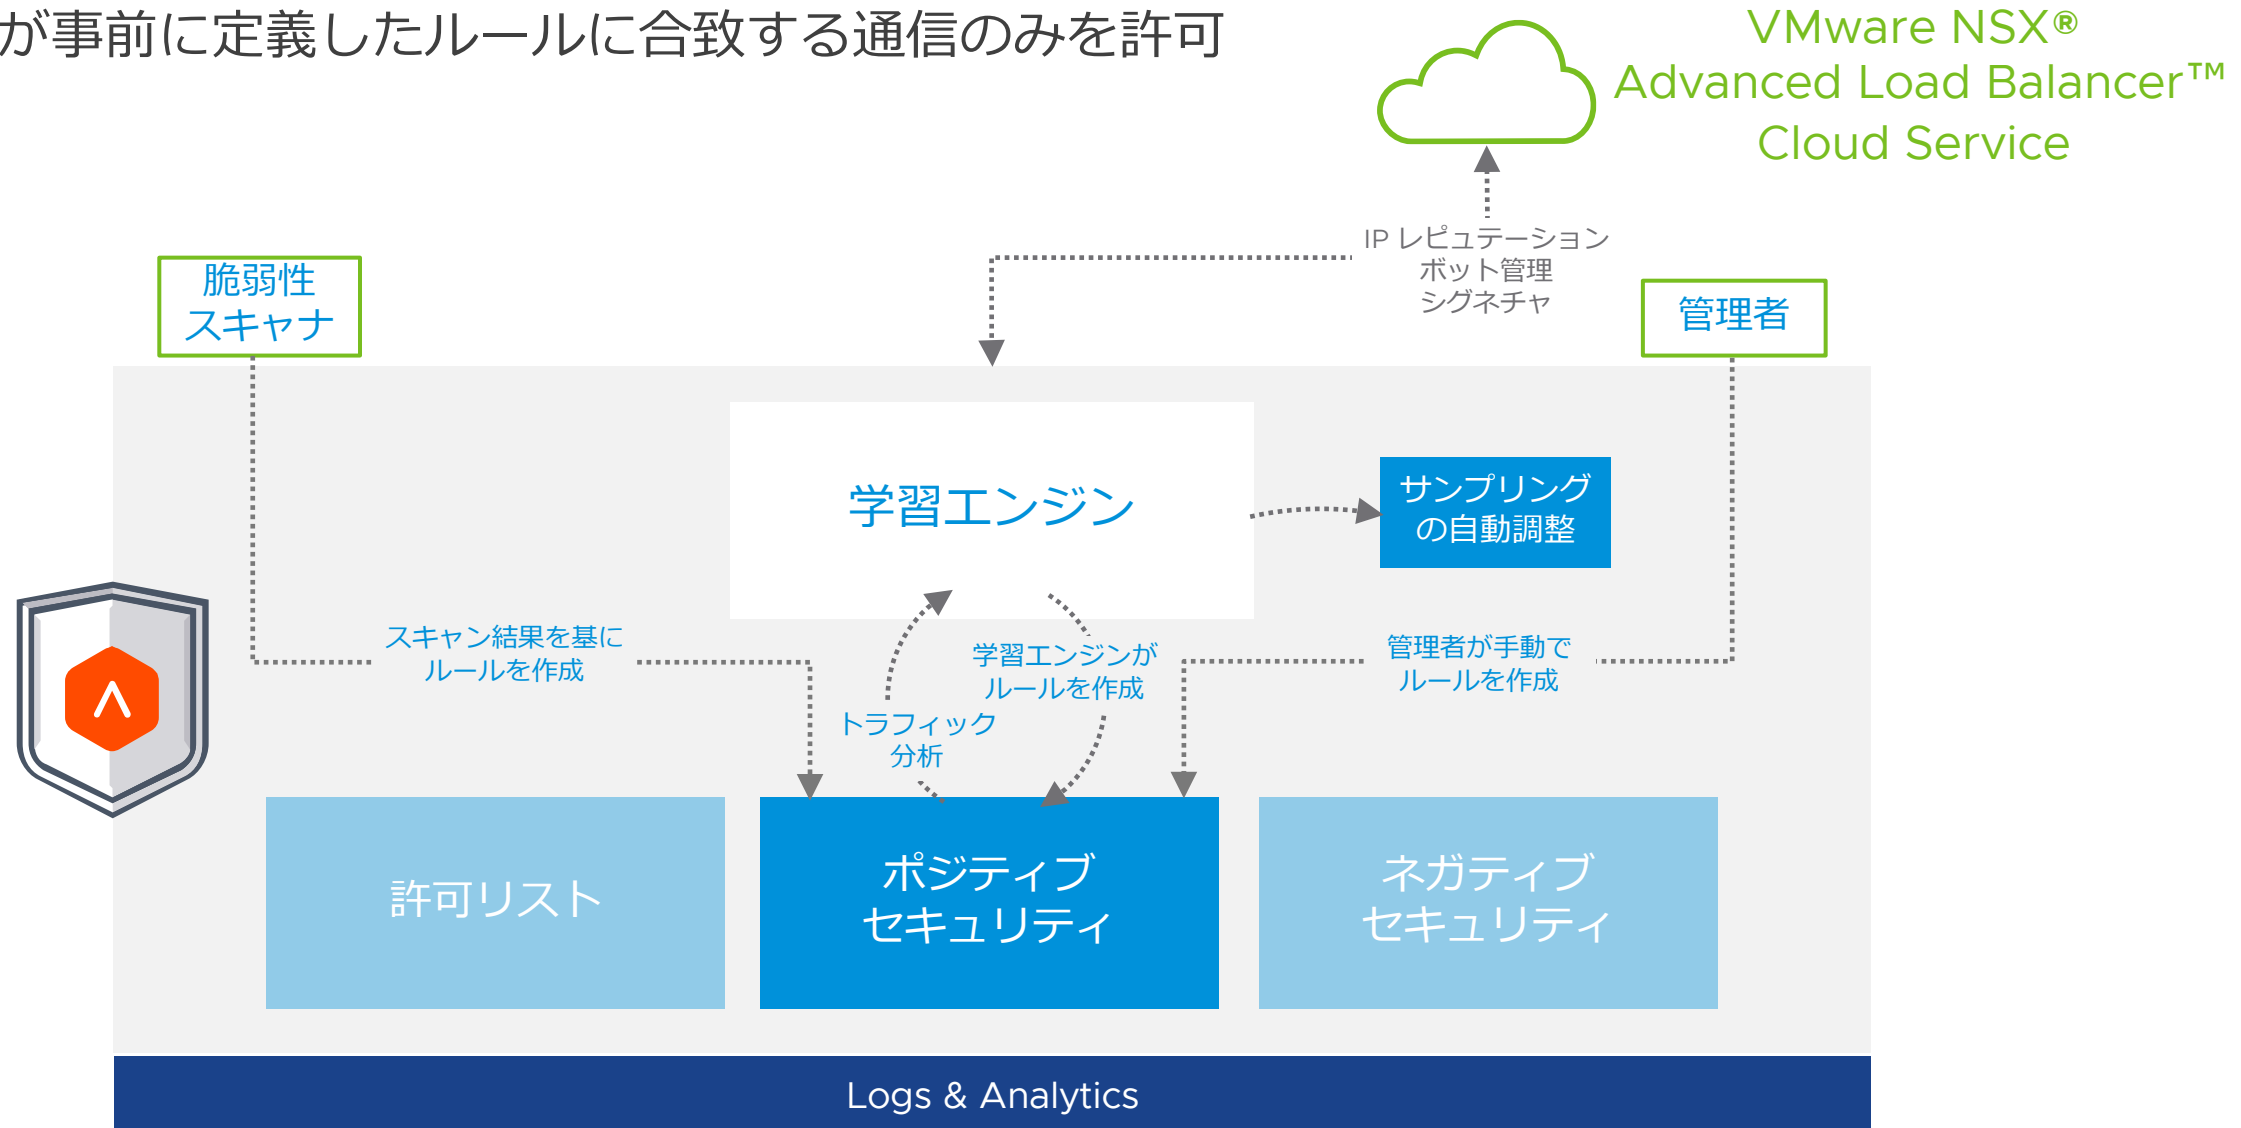 が事前に定義したルールに合致する通信のみを許可
VMware NSX®
Advanced Load Balancer™
Cloud Service
IP レピュテーション
ボット管理
シグネチャ
脆弱性
スキャナ
管理者
学習エンジン
サンプリング
の自動調整
スキャン結果を基に
ルールを作成
学習エンジンが
ルールを作成
管理者が手動で
ルールを作成
トラフィック
分析
許可リスト
ポジティブ
セキュリティ
ネガティブ
セキュリティ
Logs & Analytics